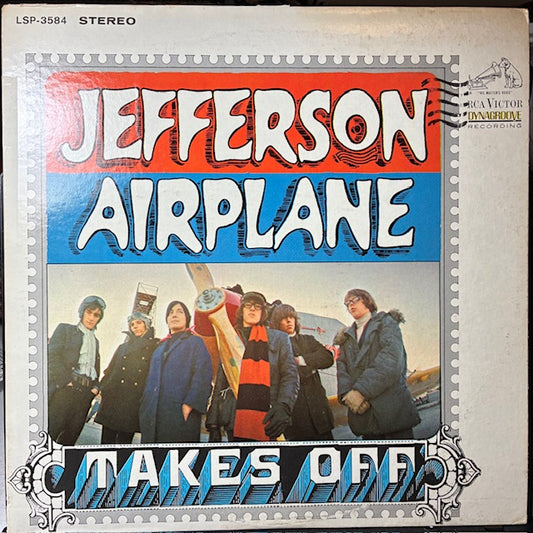 LSP-3584 STEREO
"HIS MASTER'S VOICE"
RCA VICTOR
DYNAGROOVE
RECORDING
JEFFERSON
AIRPLANE
TAKES OFF